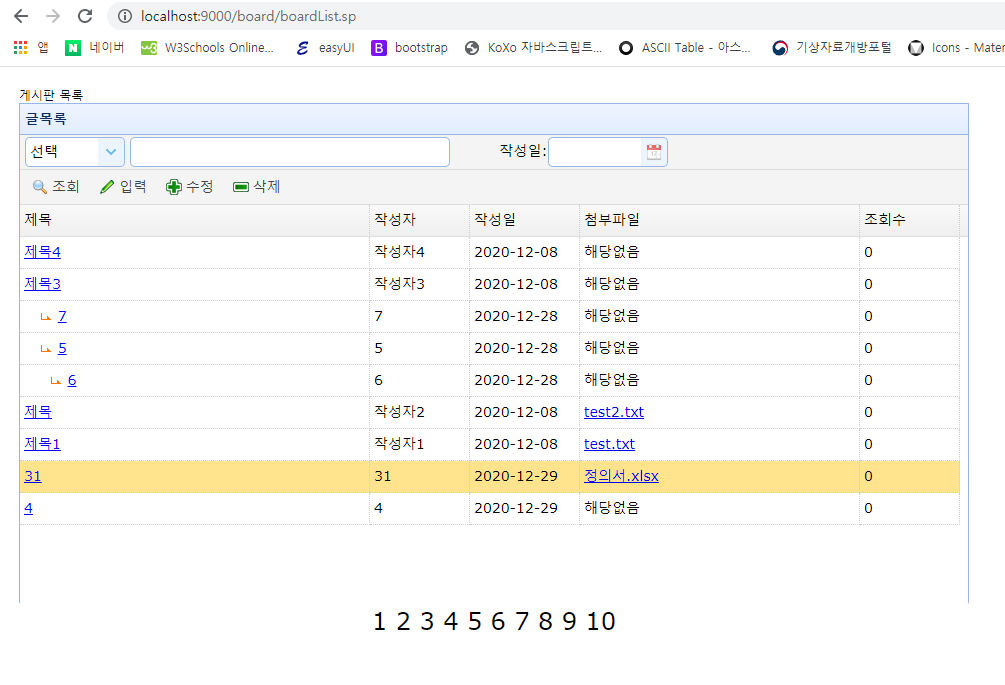 localhost:9000/board/boardList.sp
앱 네이버 W3Schools Online... easyUI bootstrap KoXo 자바스크립트... ASCII Table - 아스... 기상자료개방포털 Icons - Mater
게시판 목록
글목록
선택 작성일:
조회 입력 수정 삭제
제목 작성자 작성일 첨부파일 조회수
제목4 작성자4 2020-12-08 해당없음 0
제목3 작성자3 2020-12-08 해당없음 0
7 7 2020-12-28 해당없음 0
5 5 2020-12-28 해당없음 0
6 6 2020-12-28 해당없음 0
제목 작성자2 2020-12-08 test2.txt 0
제목1 작성자1 2020-12-08 test.txt 0
31 31 2020-12-29 정의서.xlsx 0
4 4 2020-12-29 해당없음 0
1 2 3 4 5 6 7 8 9 10